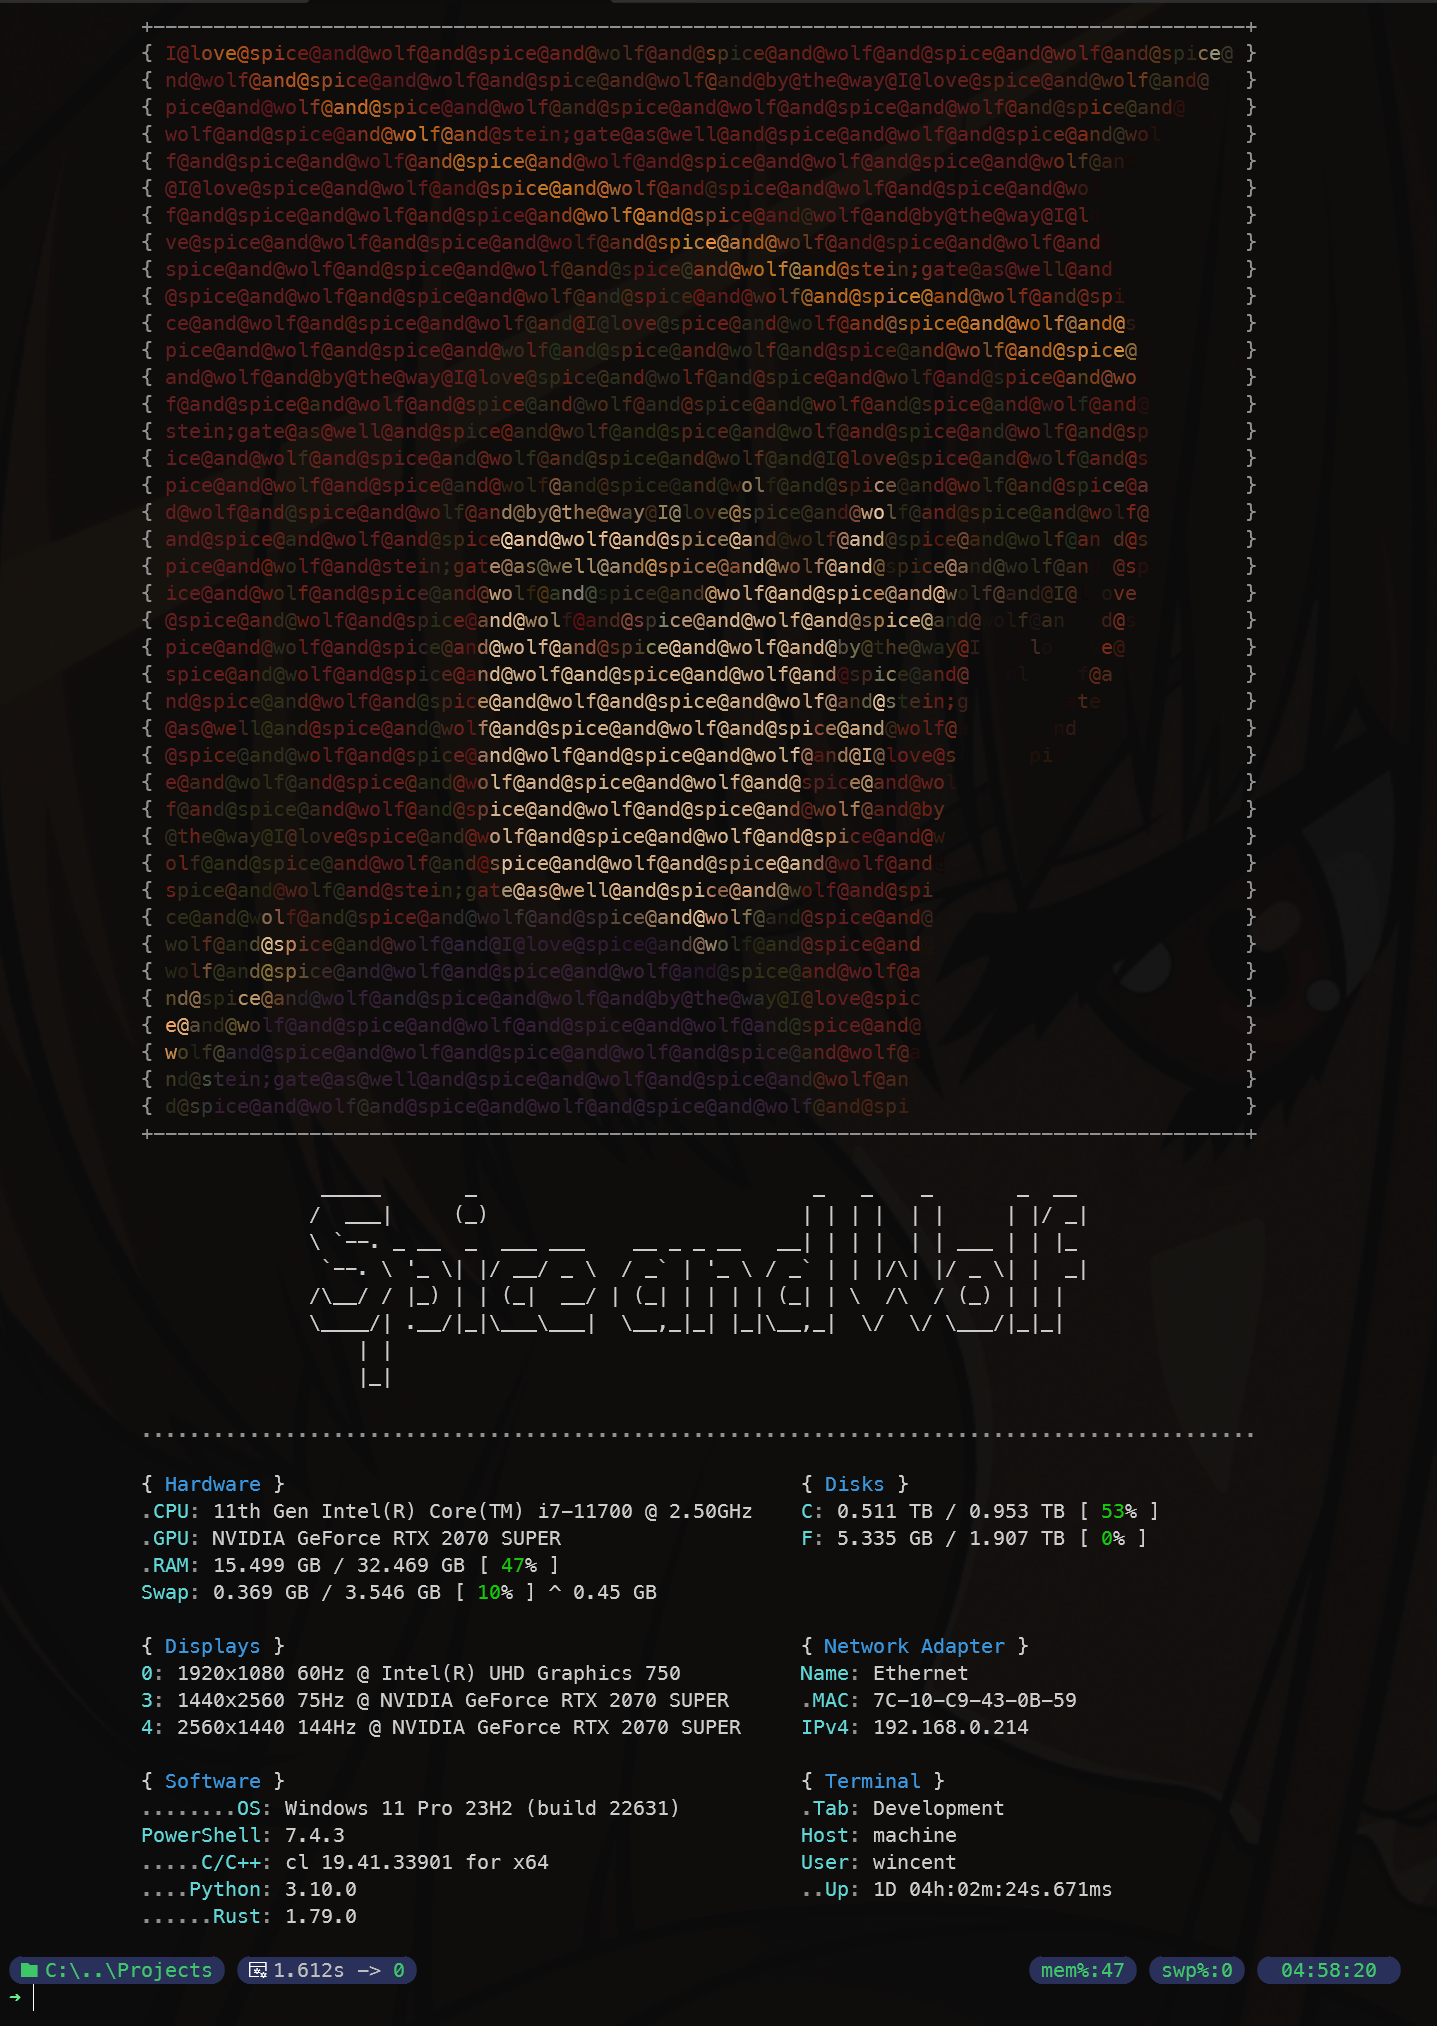 +-------------------------------------------------------------------------------------------+
{ I@love@spice@and@wolf@and@spice@and@wolf@and@spice@and@wolf@and@spice@and@wolf@and@spice@ }
{ nd@wolf@and@spice@and@wolf@and@spice@and@wolf@and@by@the@way@I@love@spice@and@wolf@and@ }
{ pice@and@wolf@and@spice@and@wolf@and@spice@and@wolf@and@spice@and@wolf@and@spice@and@ }
{ wolf@and@spice@and@wolf@and@stein;gate@as@well@and@spice@and@wolf@and@spice@and@wol }
{ f@and@spice@and@wolf@and@spice@and@wolf@and@spice@and@wolf@and@spice@and@wolf@an }
{ @I@love@spice@and@wolf@and@spice@and@wolf@and@spice@and@wolf@and@spice@and@wo }
{ f@and@spice@and@wolf@and@spice@and@wolf@and@spice@and@wolf@and@by@the@way@I@l }
{ ve@spice@and@wolf@and@spice@and@wolf@and@spice@and@wolf@and@spice@and@wolf@and }
{ spice@and@wolf@and@spice@and@wolf@and@spice@and@wolf@and@stein;gate@as@well@and }
{ @spice@and@wolf@and@spice@and@wolf@and@spice@and@wolf@and@spice@and@wolf@and@spi }
{ ce@and@wolf@and@spice@and@wolf@and@I@love@spice@and@wolf@and@spice@and@wolf@and@s }
{ pice@and@wolf@and@spice@and@wolf@and@spice@and@wolf@and@spice@and@wolf@and@spice@ }
{ and@wolf@and@by@the@way@I@love@spice@and@wolf@and@spice@and@wolf@and@spice@and@wo }
{ f@and@spice@and@wolf@and@spice@and@wolf@and@spice@and@wolf@and@spice@and@wolf@and@ }
{ stein;gate@as@well@and@spice@and@wolf@and@spice@and@wolf@and@spice@and@wolf@and@sp }
{ ice@and@wolf@and@spice@and@wolf@and@spice@and@wolf@and@I@love@spice@and@wolf@and@s }
{ pice@and@wolf@and@spice@and@wolf@and@spice@and@wolf@and@spice@and@wolf@and@spice@a }
{ d@wolf@and@spice@and@wolf@and@by@the@way@I@love@spice@and@wolf@and@spice@and@wolf@ }
{ and@spice@and@wolf@and@spice@and@wolf@and@spice@and@wolf@and@spice@and@wolf@an d@s }
{ pice@and@wolf@and@stein;gate@as@well@and@spice@and@wolf@and@spice@and@wolf@an @sp }
{ ice@and@wolf@and@spice@and@wolf@and@spice@and@wolf@and@spice@and@wolf@and@I@ ove }
{ @spice@and@wolf@and@spice@and@wolf@and@spice@and@wolf@and@spice@and@ olf@an d@s }
{ pice@and@wolf@and@spice@and@wolf@and@spice@and@wolf@and@by@the@way@I lo e@ }
{ spice@and@wolf@and@spice@and@wolf@and@spice@and@wolf@and@spice@and@ ol f@a }
{ nd@spice@and@wolf@and@spice@and@wolf@and@spice@and@wolf@and@stein;g te }
{ @as@well@and@spice@and@wolf@and@spice@and@wolf@and@spice@and@wolf@ nd }
{ @spice@and@wolf@and@spice@and@wolf@and@spice@and@wolf@and@I@love@s pi }
{ e@and@wolf@and@spice@and@wolf@and@spice@and@wolf@and@spice@and@wol }
{ f@and@spice@and@wolf@and@spice@and@wolf@and@spice@and@wolf@and@by }
{ @the@way@I@love@spice@and@wolf@and@spice@and@wolf@and@spice@and@w }
{ olf@and@spice@and@wolf@and@spice@and@wolf@and@spice@and@wolf@and }
{ spice@and@wolf@and@stein;gate@as@well@and@spice@and@wolf@and@spi }
{ ce@and@wolf@and@spice@and@wolf@and@spice@and@wolf@and@spice@and@ }
{ wolf@and@spice@and@wolf@and@I@love@spice@and@wolf@and@spice@and }
{ wolf@and@spice@and@wolf@and@spice@and@wolf@and@spice@and@wolf@a }
{ nd@spice@and@wolf@and@spice@and@wolf@and@by@the@way@I@love@spic }
{ e@and@wolf@and@spice@and@wolf@and@spice@and@wolf@and@spice@and@ }
{ wolf@and@spice@and@wolf@and@spice@and@wolf@and@spice@and@wolf@a }
{ nd@stein;gate@as@well@and@spice@and@wolf@and@spice@and@wolf@an }
{ d@spice@and@wolf@and@spice@and@wolf@and@spice@and@wolf@and@spi }
+-------------------------------------------------------------------------------------------+
Spice and Wolf
{ Hardware }
.CPU: 11th Gen Intel(R) Core(TM) i7-11700 @ 2.50GHz
.GPU: NVIDIA GeForce RTX 2070 SUPER
.RAM: 15.499 GB / 32.469 GB [ 47% ]
Swap: 0.369 GB / 3.546 GB [ 10% ] ^ 0.45 GB
{ Disks }
C: 0.511 TB / 0.953 TB [ 53% ]
F: 5.335 GB / 1.907 TB [ 0% ]
{ Displays }
0: 1920x1080 60Hz @ Intel(R) UHD Graphics 750
3: 1440x2560 75Hz @ NVIDIA GeForce RTX 2070 SUPER
4: 2560x1440 144Hz @ NVIDIA GeForce RTX 2070 SUPER
{ Network Adapter }
Name: Ethernet
.MAC: 7C-10-C9-43-0B-59
IPv4: 192.168.0.214
{ Software }
........OS: Windows 11 Pro 23H2 (build 22631)
PowerShell: 7.4.3
.....C/C++: cl 19.41.33901 for x64
....Python: 3.10.0
......Rust: 1.79.0
{ Terminal }
.Tab: Development
Host: machine
User: wincent
..Up: 1D 04h:02m:24s.671ms
C:\..\Projects 1.612s -> 0 mem%:47 swp%:0 04:58:20
➜